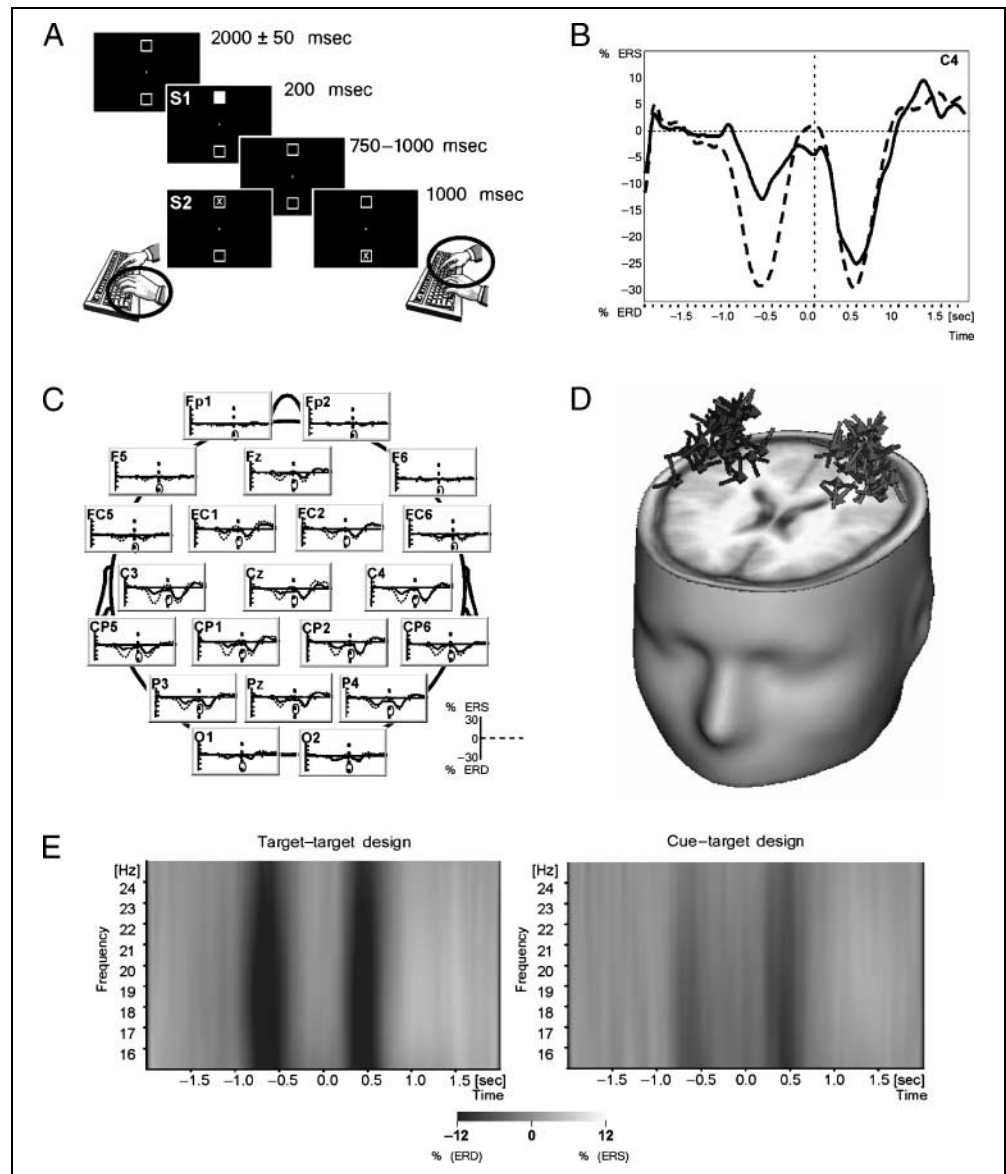 A
2000 ± 50 msec
S1
200 msec
750–1000 msec
S2
X
1000 msec
X
B
% ERS
C4
10
5
0
−5
−10
−15
−20
−25
−30
% ERD
−1.5 −1.0 −0.5 0.0 0.5 1.0 1.5 [sec]
Time
C
Fp1 Fp2
F5 Fz F6
FC5 FC1 FC2 FC6
C3 Cz C4
CP5 CP1 CP2 CP6
P3 Pz P4
O1 O2
% ERS
30
0
−30
% ERD
D
E
Target–target design
[Hz]
24
23
22
21
20
19
18
17
16
Frequency
−1.5 −1.0 −0.5 0.0 0.5 1.0 1.5 [sec]
Time
Cue–target design
[Hz]
24
23
22
21
20
19
18
17
16
Frequency
−1.5 −1.0 −0.5 0.0 0.5 1.0 1.5 [sec]
Time
−12 0 12
% (ERD) % (ERS)